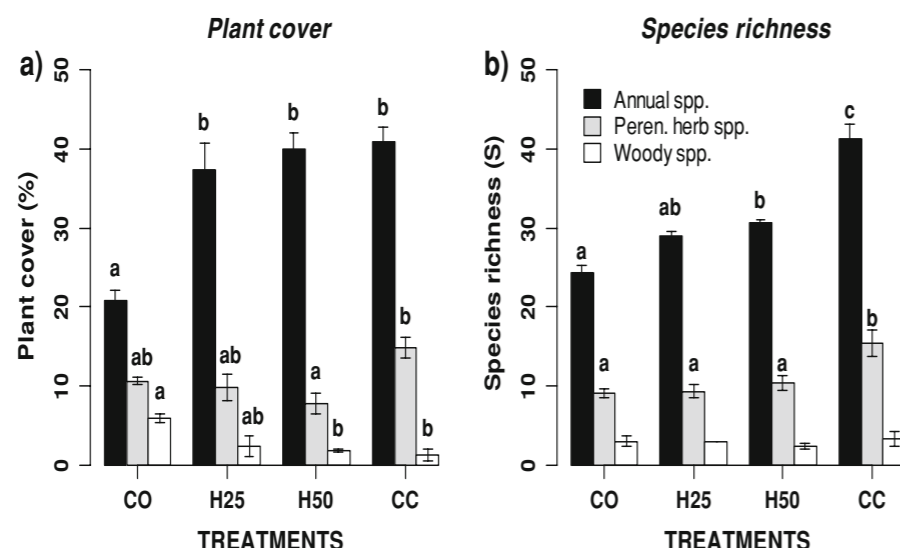 Plant cover
Species richness
a)
b)
Plant cover (%)
0
10
20
30
40
50
a
ab
a
b
ab
ab
b
a
b
b
b
b
CO
H25
H50
CC
TREATMENTS
Species richness (S)
0
10
20
30
40
50
Annual spp.
Peren. herb spp.
Woody spp.
a
a
ab
a
b
a
c
b
CO
H25
H50
CC
TREATMENTS